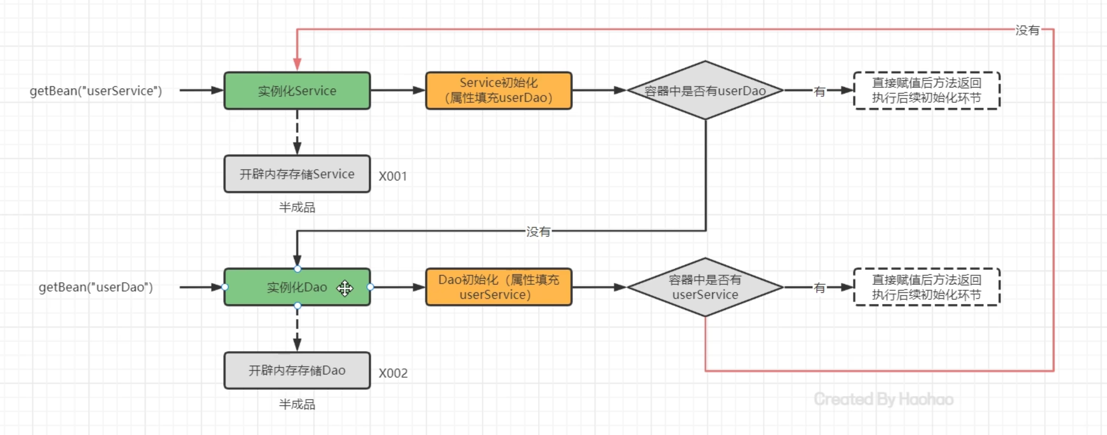 没有
getBean("userService")
实例化Service
Service初始化
(属性填充userDao)
容器中是否有userDao
有
直接赋值后方法返回
执行后续初始化环节
开辟内存存储Service
X001
半成品
没有
getBean("userDao")
实例化Dao
Dao初始化（属性填充
userService）
容器中是否有
userService
有
直接赋值后方法返回
执行后续初始化环节
开辟内存存储Dao
X002
半成品
Created By Haohao